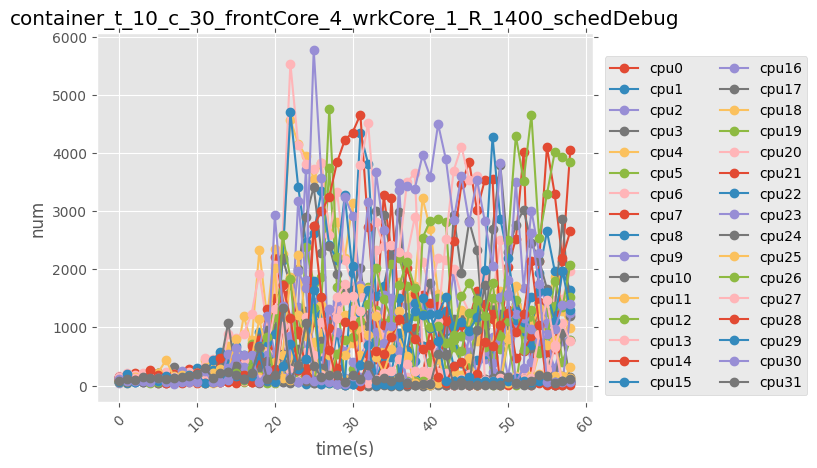 container_t_10_c_30_frontCore_4_wrkCore_1_R_1400_schedDebug
6000
5000
4000
3000
2000
1000
0
num
0
10
20
30
40
50
60
time(s)
cpu0
cpu1
cpu2
cpu3
cpu4
cpu5
cpu6
cpu7
cpu8
cpu9
cpu10
cpu11
cpu12
cpu13
cpu14
cpu15
cpu16
cpu17
cpu18
cpu19
cpu20
cpu21
cpu22
cpu23
cpu24
cpu25
cpu26
cpu27
cpu28
cpu29
cpu30
cpu31